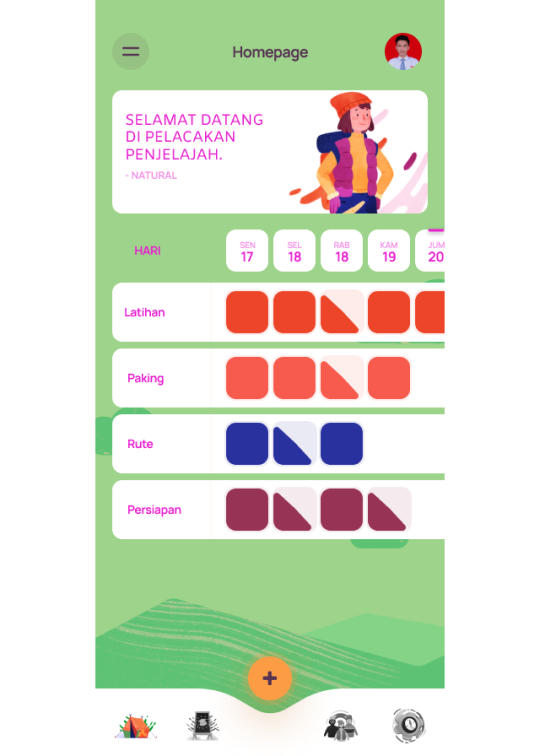 Homepage
SELAMAT DATANG
DI PELACAKAN
PENJELAJAH.
- NATURAL
HARI
SEN
17
SEL
18
RAB
18
KAM
19
JUM
20
Latihan
Paking
Rute
Persiapan